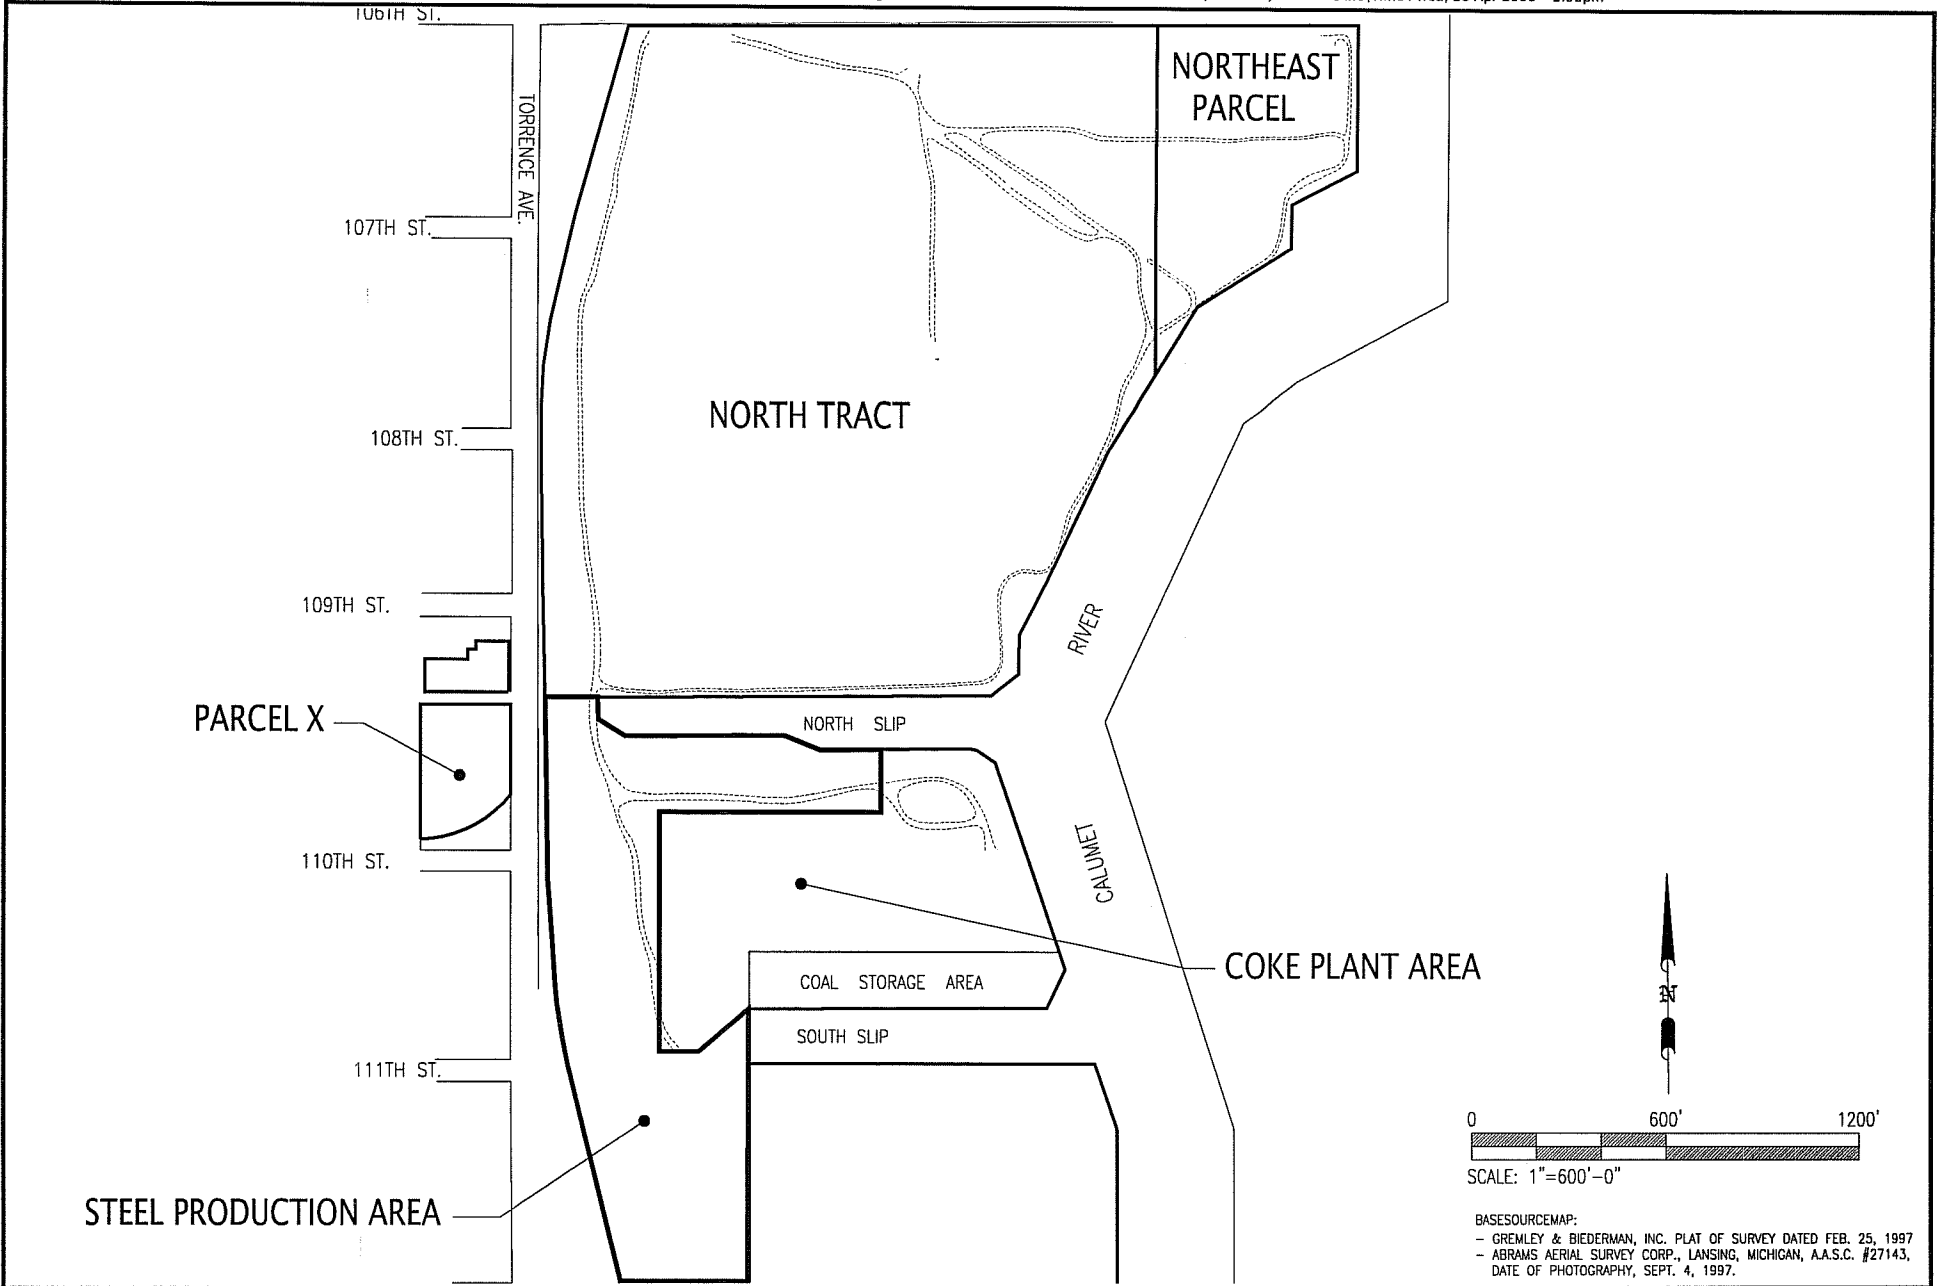 106TH ST.
TORRENCE AVE.
NORTHEAST
PARCEL
107TH ST.
NORTH TRACT
108TH ST.
109TH ST.
RIVER
PARCEL X
NORTH SLIP
CALUMET
110TH ST.
COKE PLANT AREA
COAL STORAGE AREA
SOUTH SLIP
N
111TH ST.
0 600' 1200'
SCALE: 1"=600'-0"
STEEL PRODUCTION AREA
BASESOURCEMAP:
- GREMLEY & BIEDERMAN, INC. PLAT OF SURVEY DATED FEB. 25, 1997
- ABRAMS AERIAL SURVEY CORP., LANSING, MICHIGAN, A.A.S.C. #27143,
DATE OF PHOTOGRAPHY, SEPT. 4, 1997.